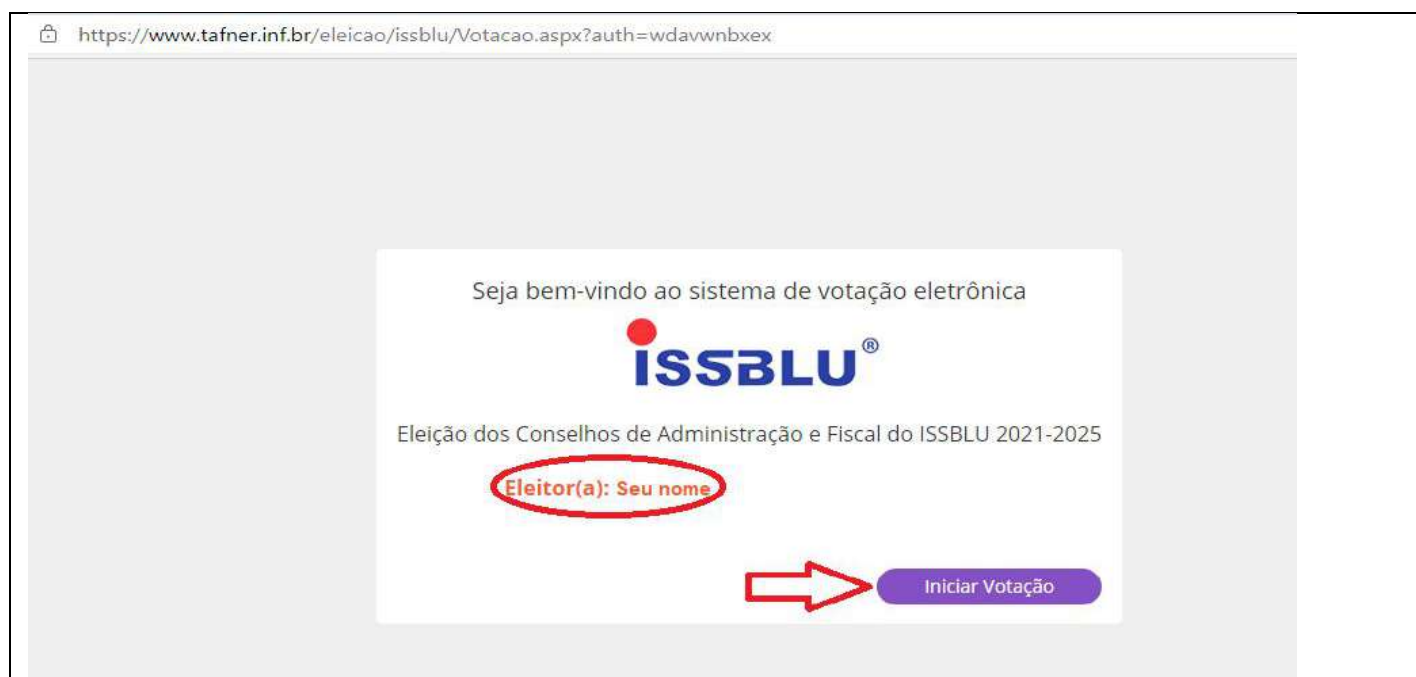 https://www.tafner.inf.br/eleicao/issblu/Votacao.aspx?auth=wdavwnbxex
Seja bem-vindo ao sistema de votação eletrônica
ISSBLU®
Eleição dos Conselhos de Administração e Fiscal do ISSBLU 2021-2025
Eleitor(a): Seu nome
Iniciar Votação